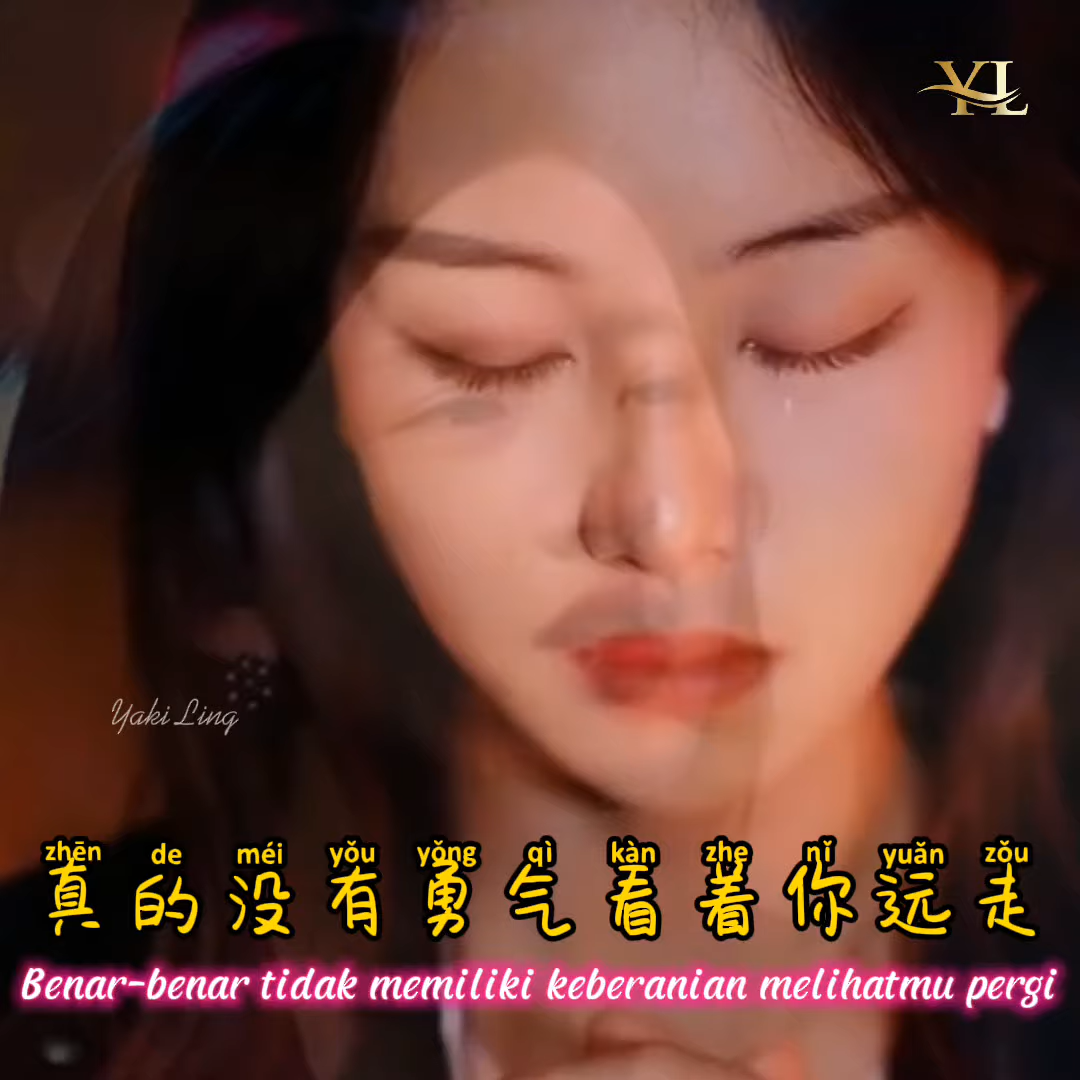 YL
Yaki Ling
zhēn de méi yǒu yǒng qì kàn zhe nǐ yuǎn zǒu
真的没有勇气看着你远走
Benar-benar tidak memiliki keberanian melihatmu pergi